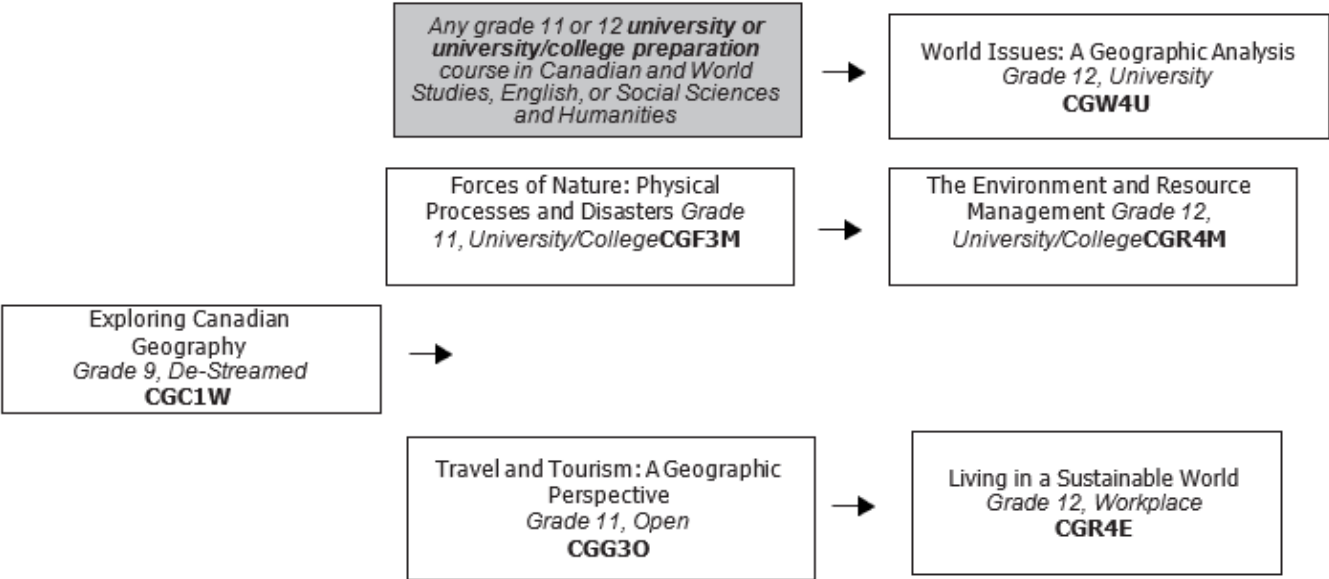 Any grade 11 or 12 university or
university/college preparation
course in Canadian and World
Studies, English, or Social Sciences
and Humanities
World Issues: A Geographic Analysis
Grade 12, University
CGW4U
Forces of Nature: Physical
Processes and Disasters Grade
11, University/CollegeCGF3M
The Environment and Resource
Management Grade 12,
University/CollegeCGR4M
Exploring Canadian
Geography
Grade 9, De-Streamed
CGC1W
Travel and Tourism: A Geographic
Perspective
Grade 11, Open
CGG3O
Living in a Sustainable World
Grade 12, Workplace
CGR4E